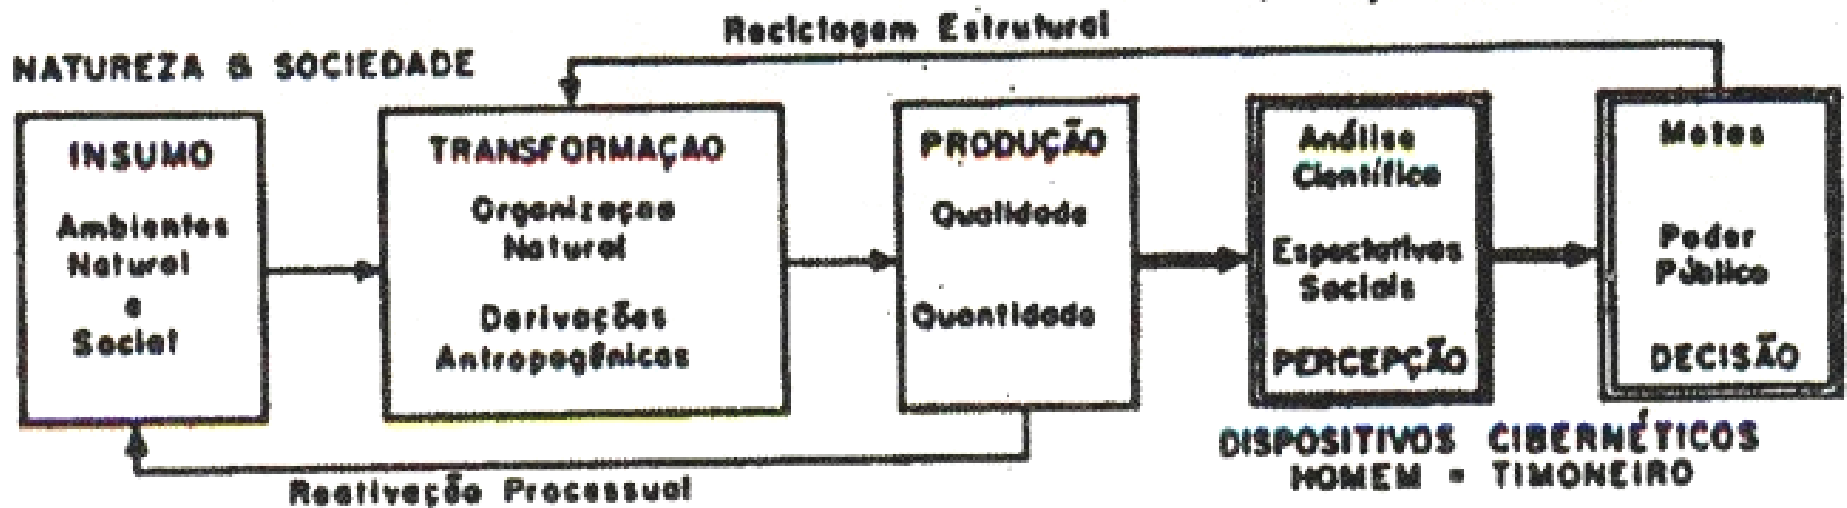 Reciclagem Estrutural
NATUREZA & SOCIEDADE
INSUMO
Ambientes
Natural
e
Social
TRANSFORMAÇAO
Organizaçao
Natural
Derivações
Antropogênicas
PRODUÇÃO
Qualidade
Quantidade
Análise
Científica
Espectativas
Sociais
PERCEPÇÃO
Metas
Poder
Público
DECISÃO
DISPOSITIVOS CIBERNÉTICOS
HOMEM = TIMONEIRO
Reativação Processual